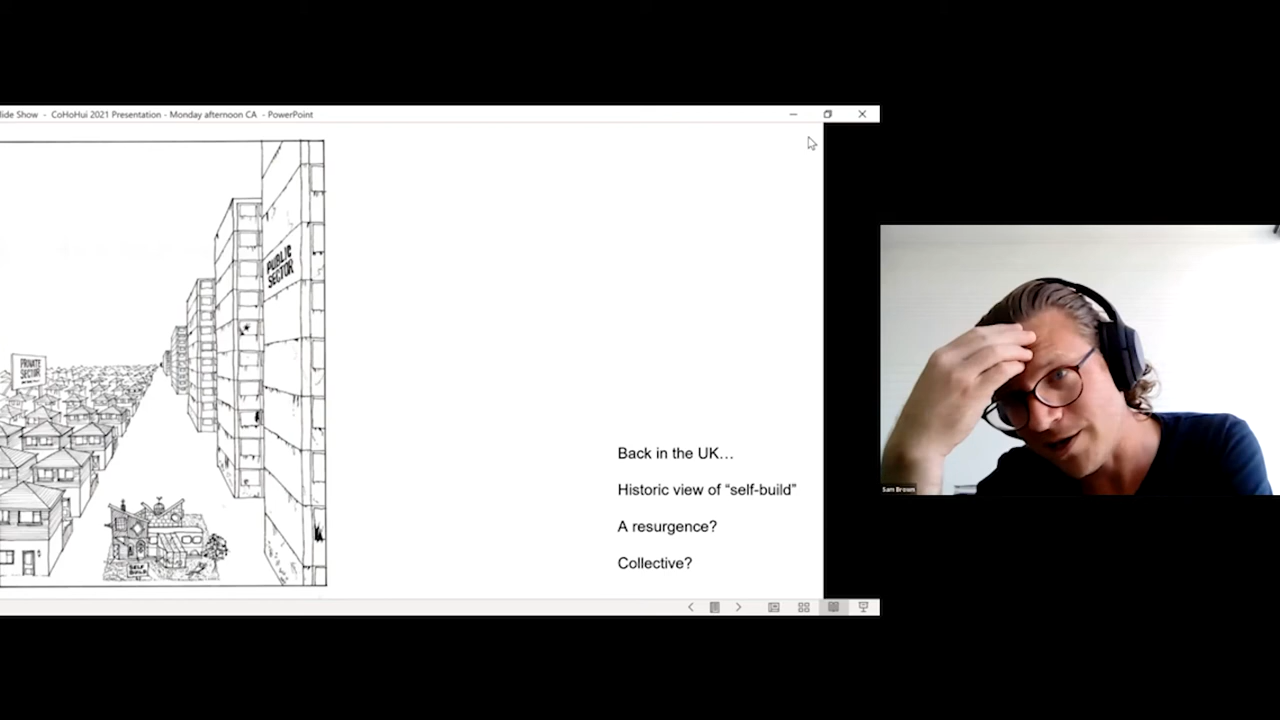 lide Show - CoHoHui 2021 Presentation - Monday afternoon CA - PowerPoint
PUBLIC
SECTOR
PRIVATE
SECTOR
SELF
BUILD
Back in the UK…
Historic view of “self-build”
A resurgence?
Collective?
Sam Brown